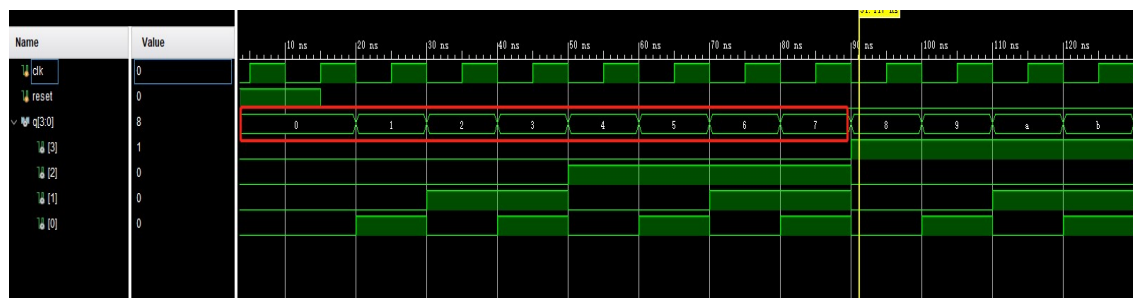 Name Value
10 ns 20 ns 30 ns 40 ns 50 ns 60 ns 70 ns 80 ns 90 ns 100 ns 110 ns 120 ns
clk 0
reset 0
q[3:0] 8 0 1 2 3 4 5 6 7 8 9 a b
[3] 1
[2] 0
[1] 0
[0] 0